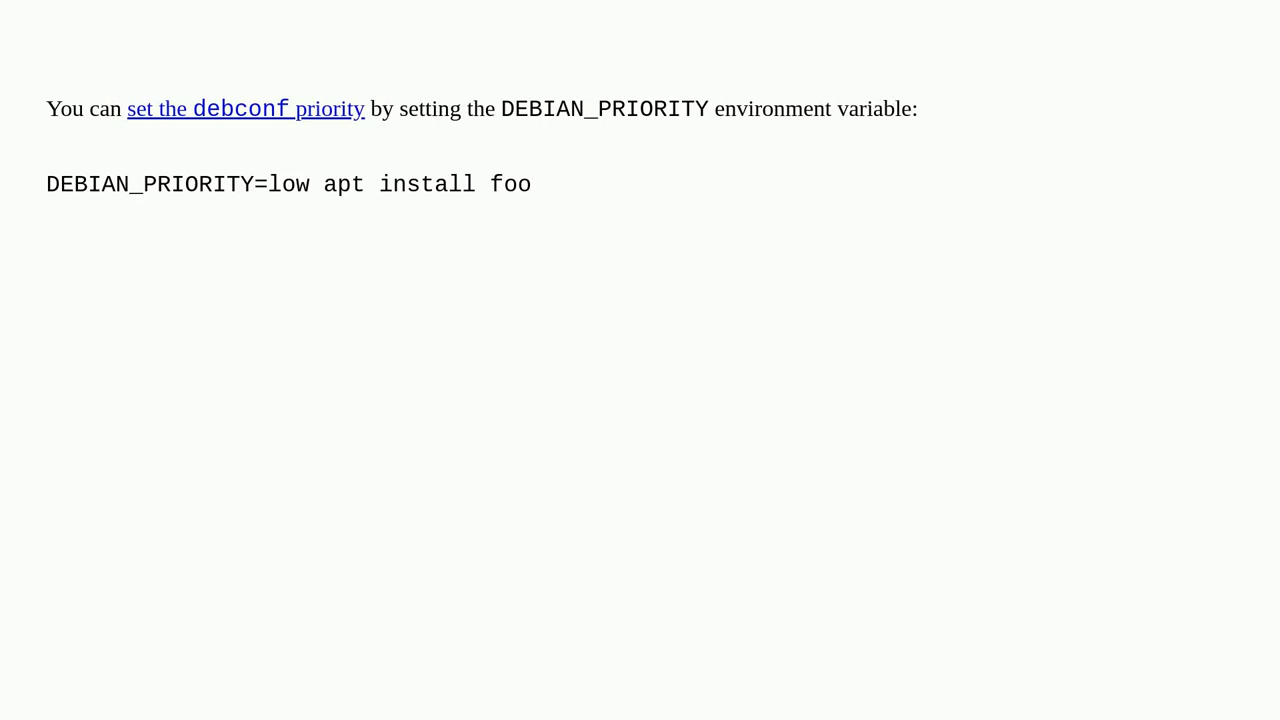 You can set the debconf priority by setting the DEBIAN_PRIORITY environment variable:
DEBIAN_PRIORITY=low apt install foo